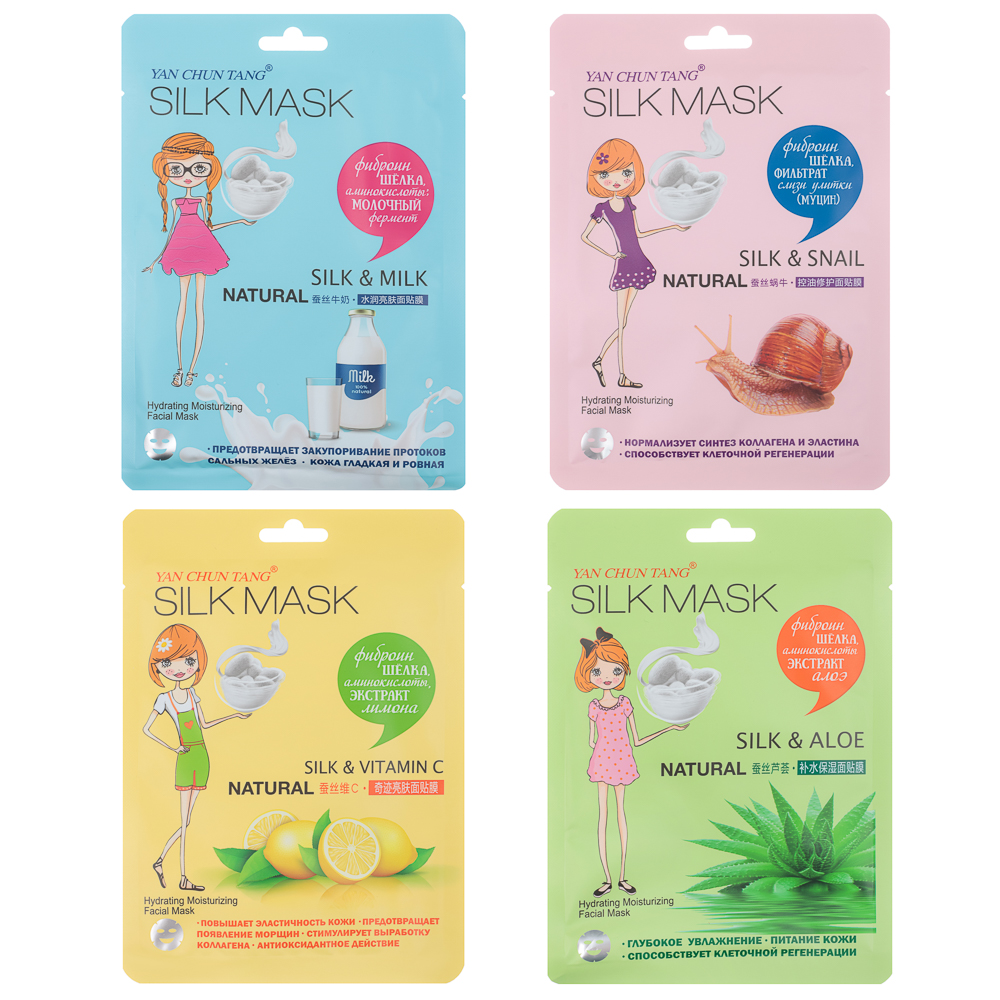 YAN CHUN TANG®
SILK MASK
фиброин
шёлка,
аминокислоты:
молочный
фермент
SILK & MILK
NATURAL 蚕丝牛奶 · 水润亮肤面贴膜
Milk
100%
natural
Hydrating Moisturizing
Facial Mask
· ПРЕДОТВРАЩАЕТ ЗАКУПОРИВАНИЕ ПРОТОКОВ
САЛЬНЫХ ЖЕЛЁЗ · КОЖА ГЛАДКАЯ И РОВНАЯ
YAN CHUN TANG®
SILK MASK
фиброин
шёлка,
фильтрат
слизи улитки
(муцин)
SILK & SNAIL
NATURAL 蚕丝蜗牛 · 控油修护面贴膜
Hydrating Moisturizing
Facial Mask
· НОРМАЛИЗУЕТ СИНТЕЗ КОЛЛАГЕНА И ЭЛАСТИНА
· СПОСОБСТВУЕТ КЛЕТОЧНОЙ РЕГЕНЕРАЦИИ
YAN CHUN TANG®
SILK MASK
фиброин
шёлка,
аминокислоты,
экстракт
лимона
SILK & VITAMIN C
NATURAL 蚕丝维C · 奇迹亮肤面贴膜
Hydrating Moisturizing
Facial Mask
· ПОВЫШАЕТ ЭЛАСТИЧНОСТЬ КОЖИ · ПРЕДОТВРАЩАЕТ
ПОЯВЛЕНИЕ МОРЩИН · СТИМУЛИРУЕТ ВЫРАБОТКУ
КОЛЛАГЕНА · АНТИОКСИДАНТНОЕ ДЕЙСТВИЕ
YAN CHUN TANG®
SILK MASK
фиброин
шёлка,
аминокислоты
экстракт
алоэ
SILK & ALOE
NATURAL 蚕丝芦荟 · 补水保湿面贴膜
Hydrating Moisturizing
Facial Mask
· ГЛУБОКОЕ УВЛАЖНЕНИЕ · ПИТАНИЕ КОЖИ
· СПОСОБСТВУЕТ КЛЕТОЧНОЙ РЕГЕНЕРАЦИИ